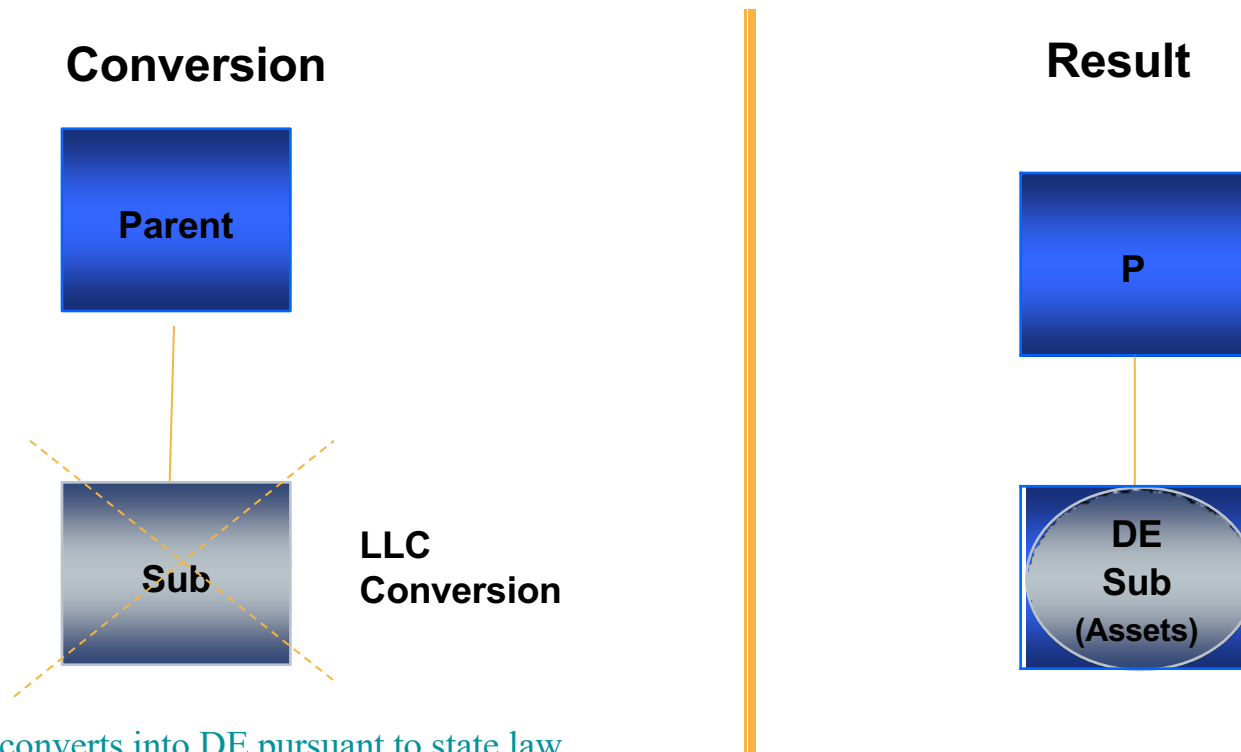 Conversion
Parent
Sub
LLC
Conversion
converts into DE pursuant to state law
Result
P
DE
Sub
(Assets)